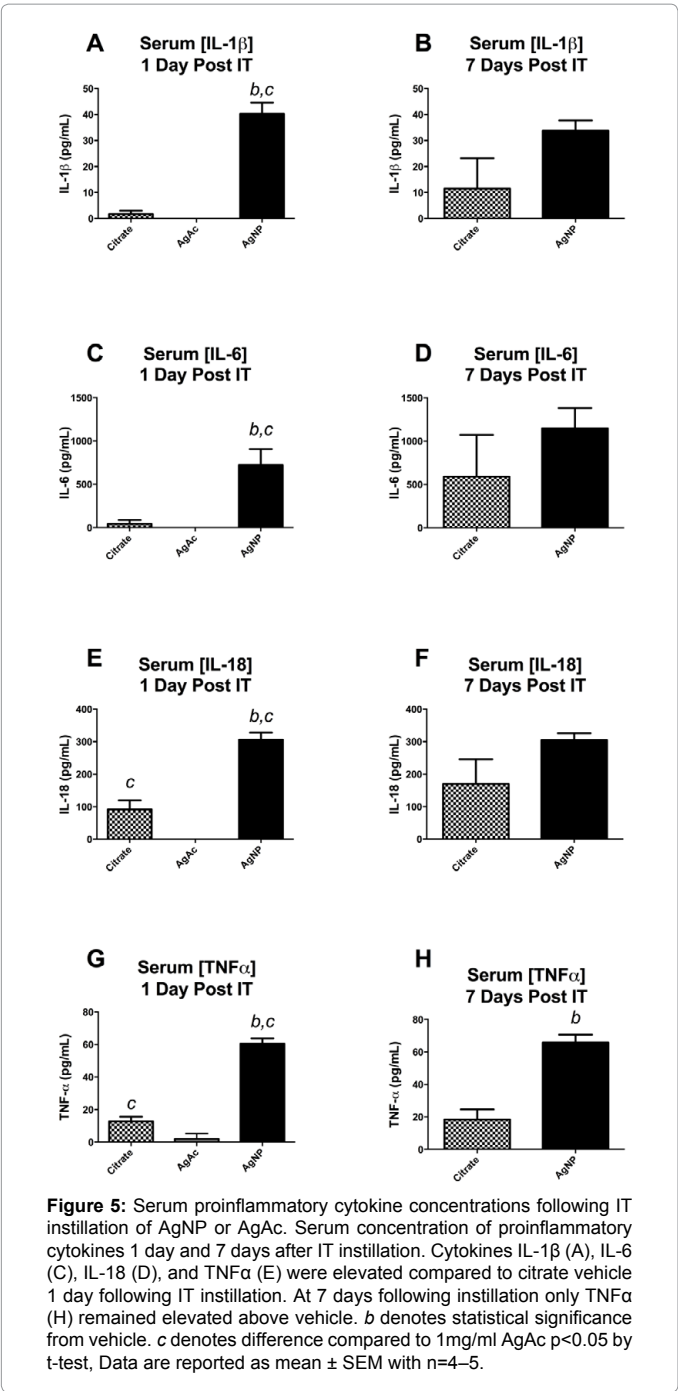 A Serum [IL-1β]
1 Day Post IT
b,c
50
40
30
20
10
0
IL-1β (pg/mL)
Citrate
AgAc
AgNP
B Serum [IL-1β]
7 Days Post IT
50
40
30
20
10
0
IL-1β (pg/mL)
Citrate
AgNP
C Serum [IL-6]
1 Day Post IT
b,c
1500
1000
500
0
IL-6 (pg/mL)
Citrate
AgAc
AgNP
D Serum [IL-6]
7 Days Post IT
1500
1000
500
0
IL-6 (pg/mL)
Citrate
AgNP
E Serum [IL-18]
1 Day Post IT
b,c
c
400
300
200
100
0
IL-18 (pg/mL)
Citrate
AgAc
AgNP
F Serum [IL-18]
7 Days Post IT
400
300
200
100
0
IL-18 (pg/mL)
Citrate
AgNP
G Serum [TNFα]
1 Day Post IT
b,c
c
80
60
40
20
0
TNF-α (pg/mL)
Citrate
AgAc
AgNP
H Serum [TNFα]
7 Days Post IT
b
80
60
40
20
0
TNF-α (pg/mL)
Citrate
AgNP
Figure 5: Serum proinflammatory cytokine concentrations following IT
instillation of AgNP or AgAc. Serum concentration of proinflammatory
cytokines 1 day and 7 days after IT instillation. Cytokines IL-1β (A), IL-6
(C), IL-18 (D), and TNFα (E) were elevated compared to citrate vehicle
1 day following IT instillation. At 7 days following instillation only TNFα
(H) remained elevated above vehicle. b denotes statistical significance
from vehicle. c denotes difference compared to 1mg/ml AgAc p<0.05 by
t-test, Data are reported as mean ± SEM with n=4–5.